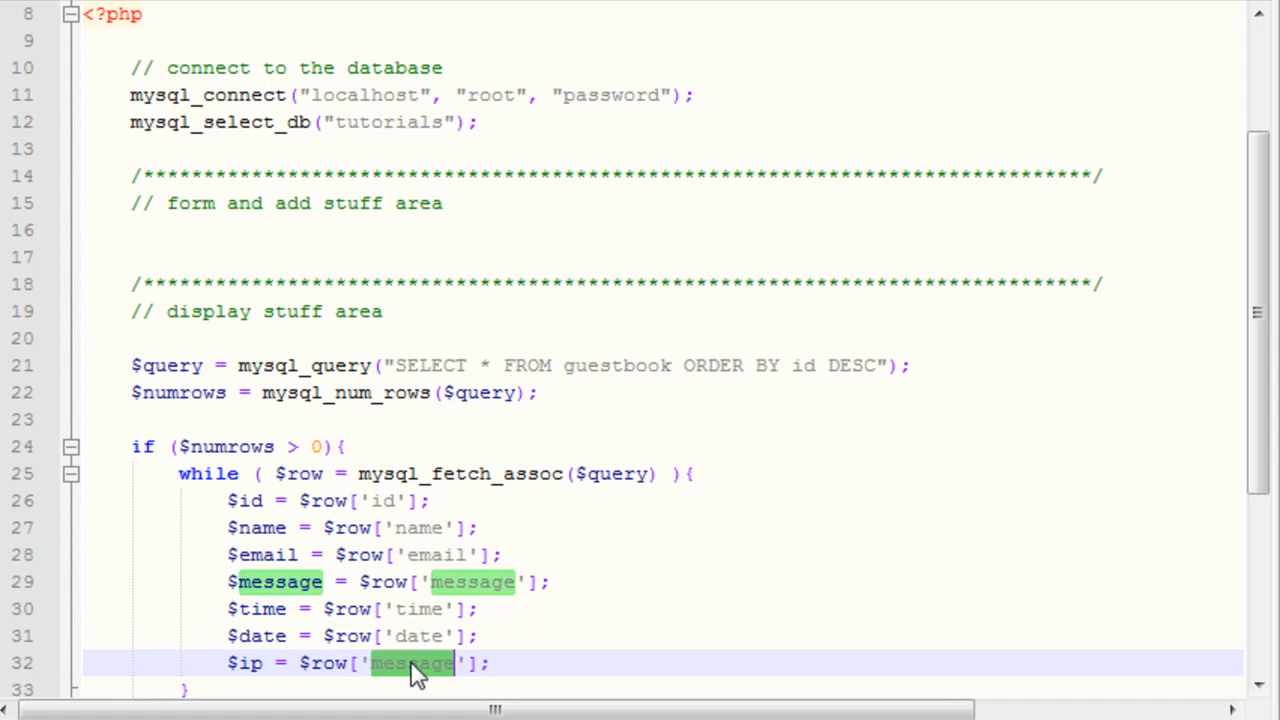 8 <?php
9
10 // connect to the database
11 mysql_connect("localhost", "root", "password");
12 mysql_select_db("tutorials");
13
14 /*******************************************************************************/
15 // form and add stuff area
16
17
18 /*******************************************************************************/
19 // display stuff area
20
21 $query = mysql_query("SELECT * FROM guestbook ORDER BY id DESC");
22 $numrows = mysql_num_rows($query);
23
24 if ($numrows > 0){
25 while ( $row = mysql_fetch_assoc($query) ){
26 $id = $row['id'];
27 $name = $row['name'];
28 $email = $row['email'];
29 $message = $row['message'];
30 $time = $row['time'];
31 $date = $row['date'];
32 $ip = $row['message'];
33 }